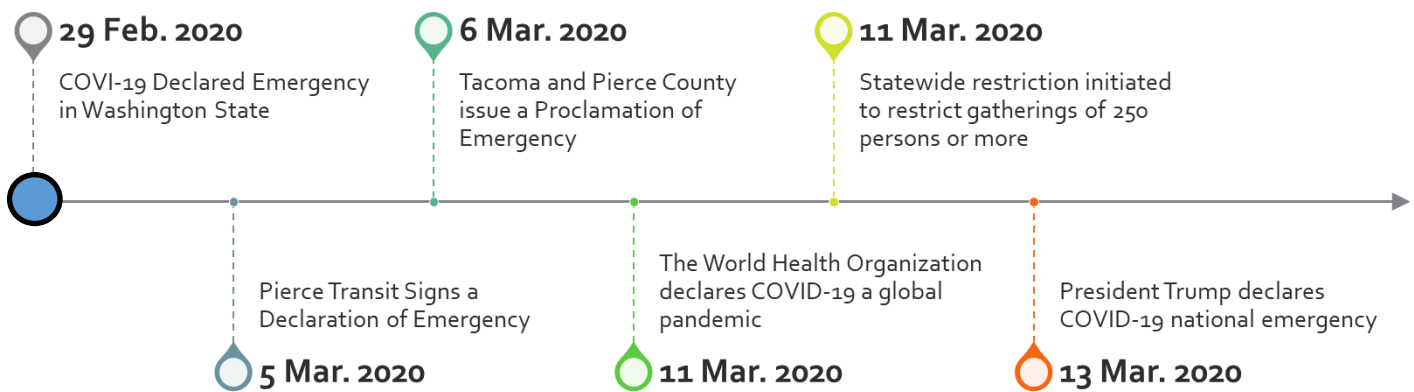 29 Feb. 2020
COVI-19 Declared Emergency
in Washington State
6 Mar. 2020
Tacoma and Pierce County
issue a Proclamation of
Emergency
11 Mar. 2020
Statewide restriction initiated
to restrict gatherings of 250
persons or more
Pierce Transit Signs a
Declaration of Emergency
5 Mar. 2020
The World Health Organization
declares COVID-19 a global
pandemic
11 Mar. 2020
President Trump declares
COVID-19 national emergency
13 Mar. 2020